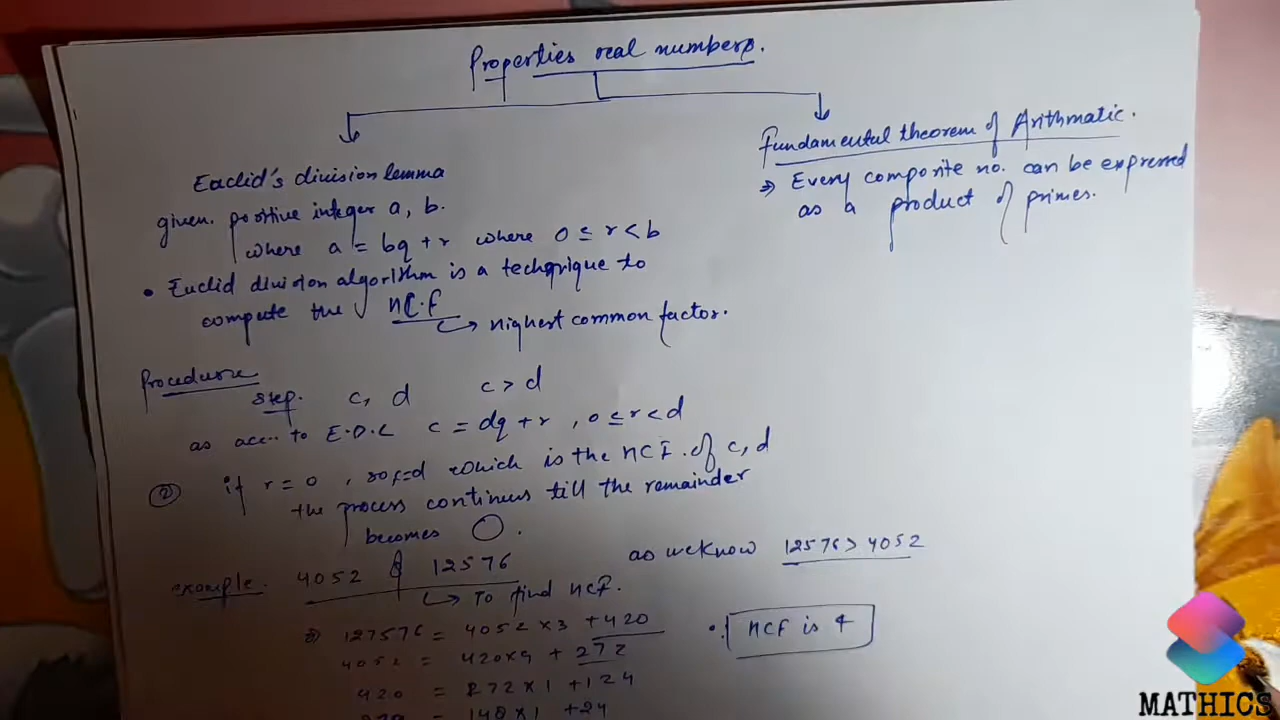 Properties real numbers.
Euclid's division lemma
given. positive integer a, b.
where a = bq + r where 0 ≤ r < b
• Euclid division algorithm is a technique to
compute the H.C.F
↳ highest common factor.
Procedure
step. c, d c > d
as acc.. to E.D.L c = dq + r , 0 ≤ r < d
② if r = 0 , which is the HCF of c, d
the process continues till the remainder
becomes 0.
example. 4052 & 12576
as we know 12576 > 4052
↳ To find HCF.
127576 = 4052 × 3 + 420
4052 = 420 × 9 + 272
420 = 272 × 1 + 124
148 × 1 + 24
∴ HCF is 4
Fundamental theorem of Arithmatic.
⇒ Every composite no. can be expressed
as a product of primes.
MATHICS